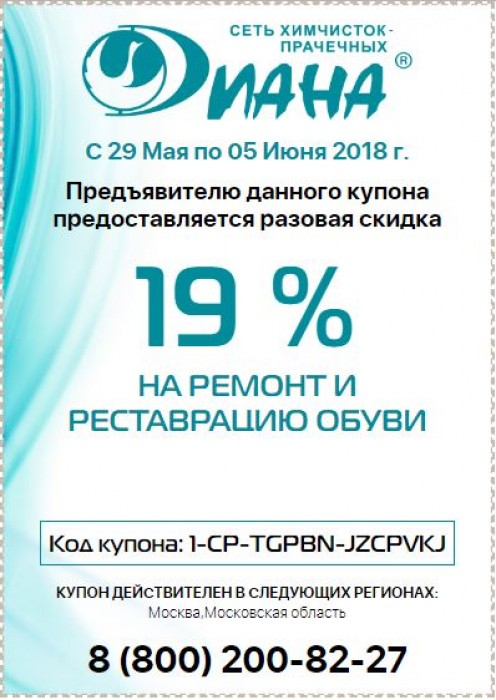 СЕТЬ ХИМЧИСТОК-
ПРАЧЕЧНЫХ
ДИАНА®
С 29 Мая по 05 Июня 2018 г.
Предъявителю данного купона
предоставляется разовая скидка
19 %
НА РЕМОНТ И
РЕСТАВРАЦИЮ ОБУВИ
Код купона: 1-CP-TGPBN-JZCPVKJ
КУПОН ДЕЙСТВИТЕЛЕН В СЛЕДУЮЩИХ РЕГИОНАХ:
Москва,Московская область
8 (800) 200-82-27